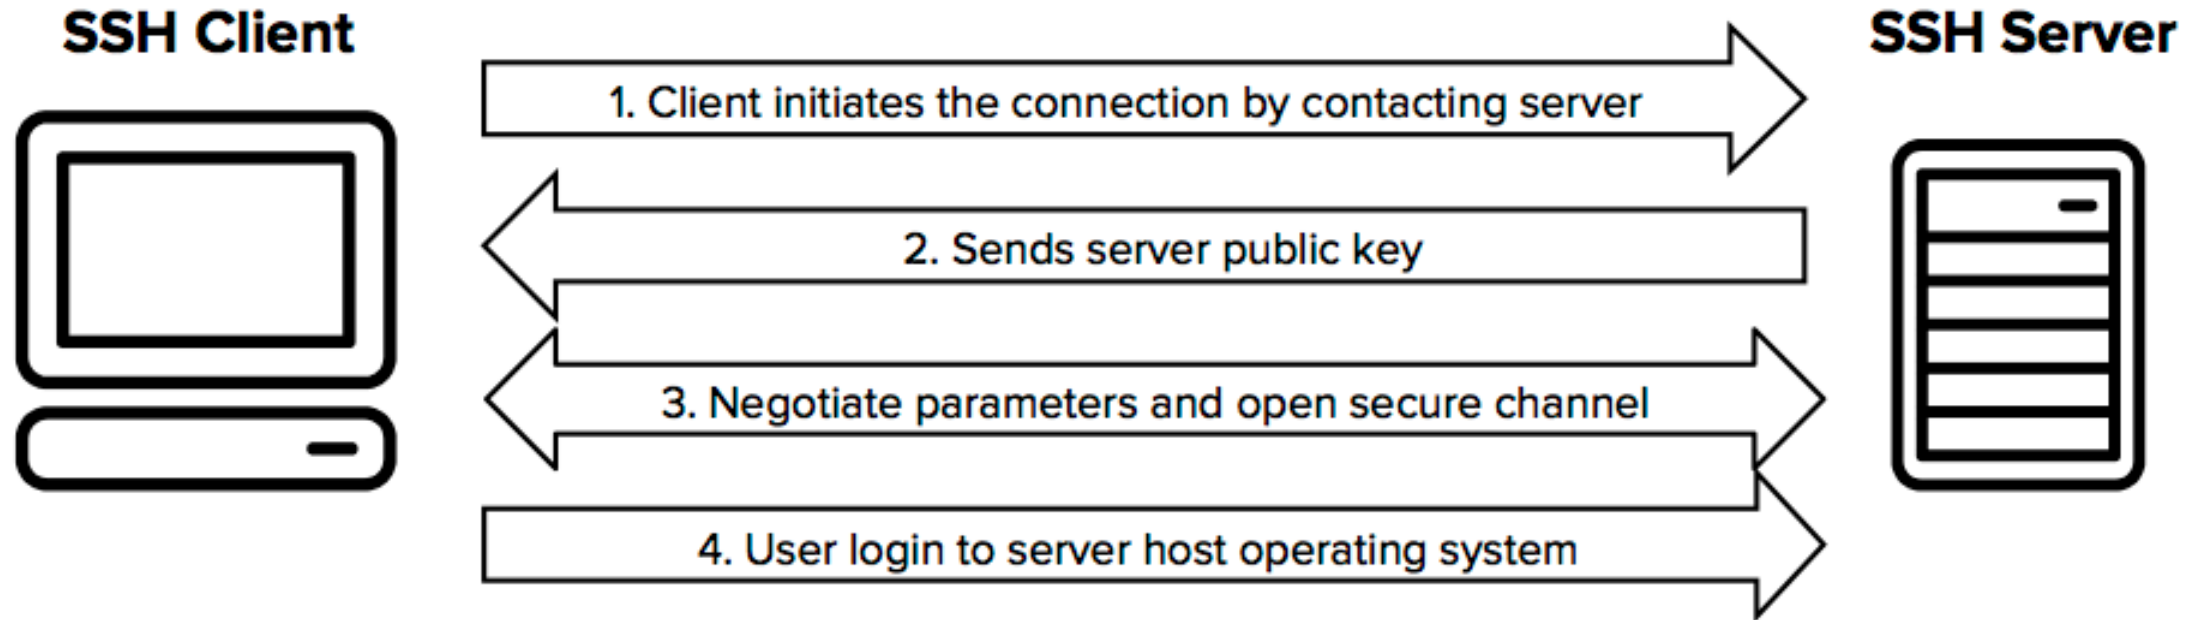 SSH Client
SSH Server
1. Client initiates the connection by contacting server
2. Sends server public key
3. Negotiate parameters and open secure channel
4. User login to server host operating system